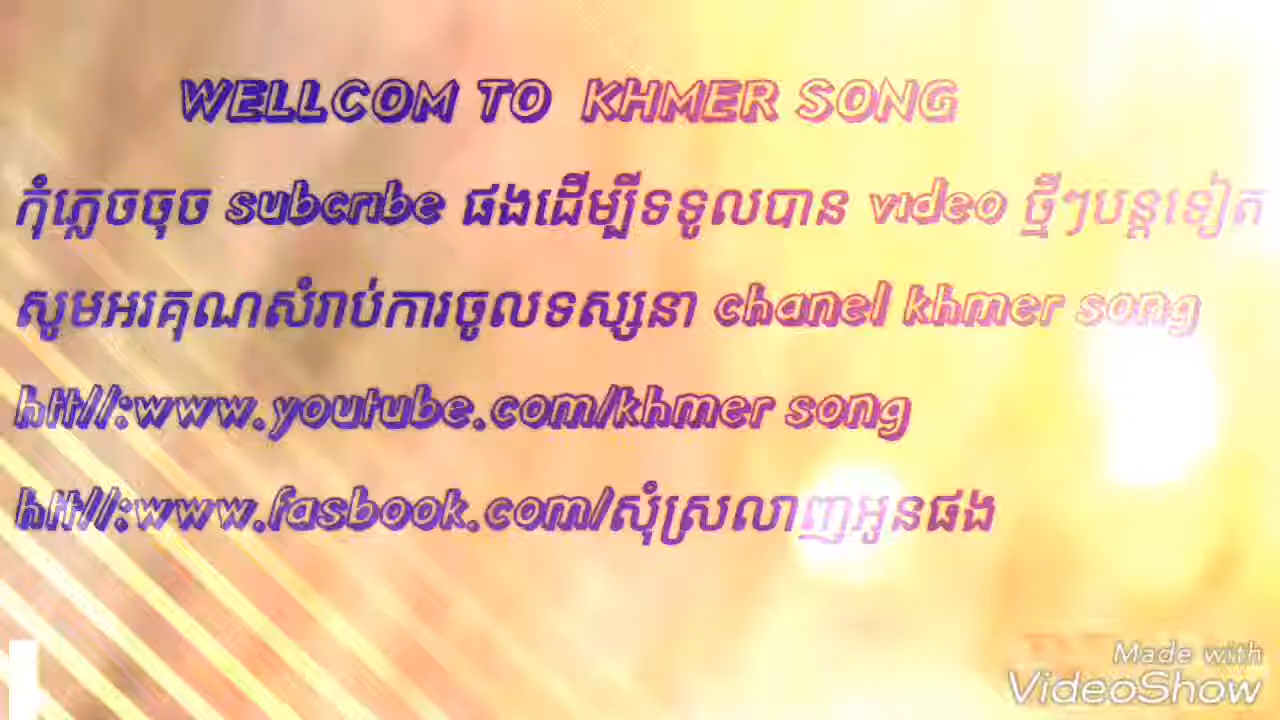 WELLCOM TO KHMER SONG
កុំភ្លេចចុច subcribe ផងដើម្បីទទួលបាន video ថ្មីៗបន្តទៀត
សូមអរគុណសំរាប់ការចូលទស្សនា chanel khmer song
htt//:www.youtube.com/khmer song
htt//:www.fasbook.com/សុំស្រលាញអូនផង
Made with
VideoShow